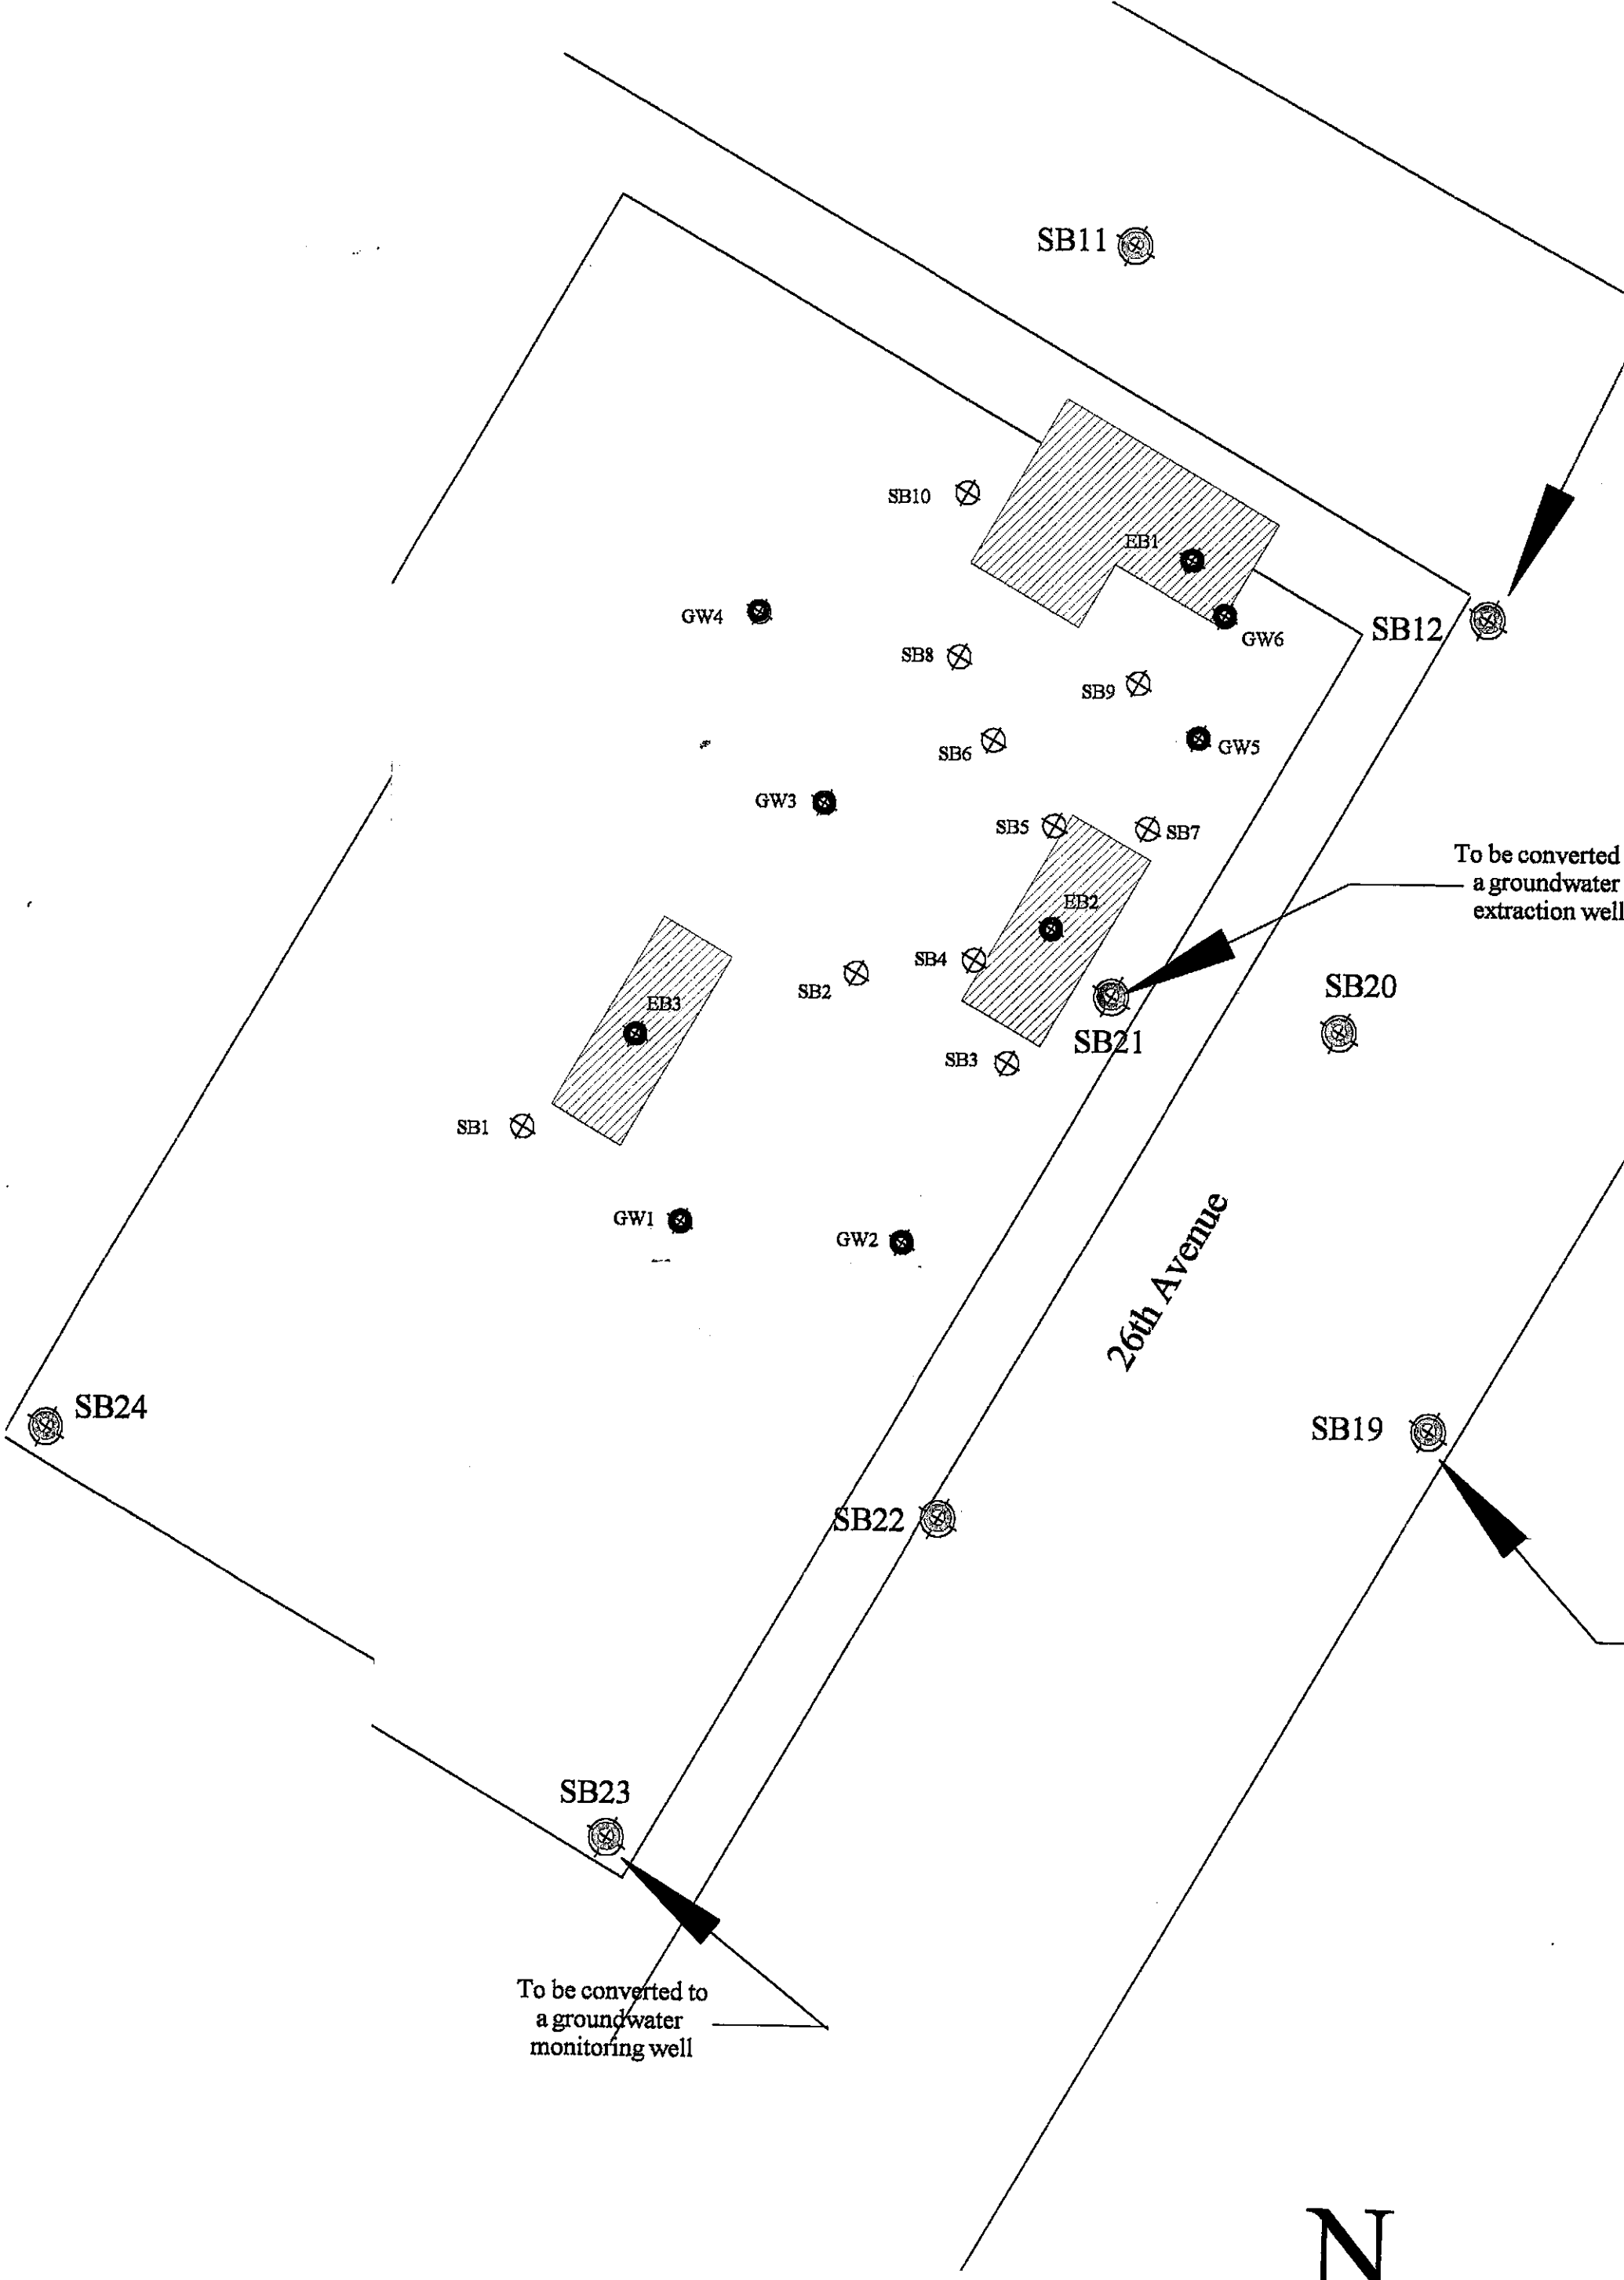 SB11
SB10
EB1
GW4
GW6
SB12
SB8
SB9
SB6
GW5
GW3
SB5
SB7
To be converted
a groundwater
extraction well
EB2
SB4
SB2
SB20
EB3
SB21
SB3
SB1
GW1
GW2
26th Avenue
SB24
SB19
SB22
SB23
To be converted to
a groundwater
monitoring well
N